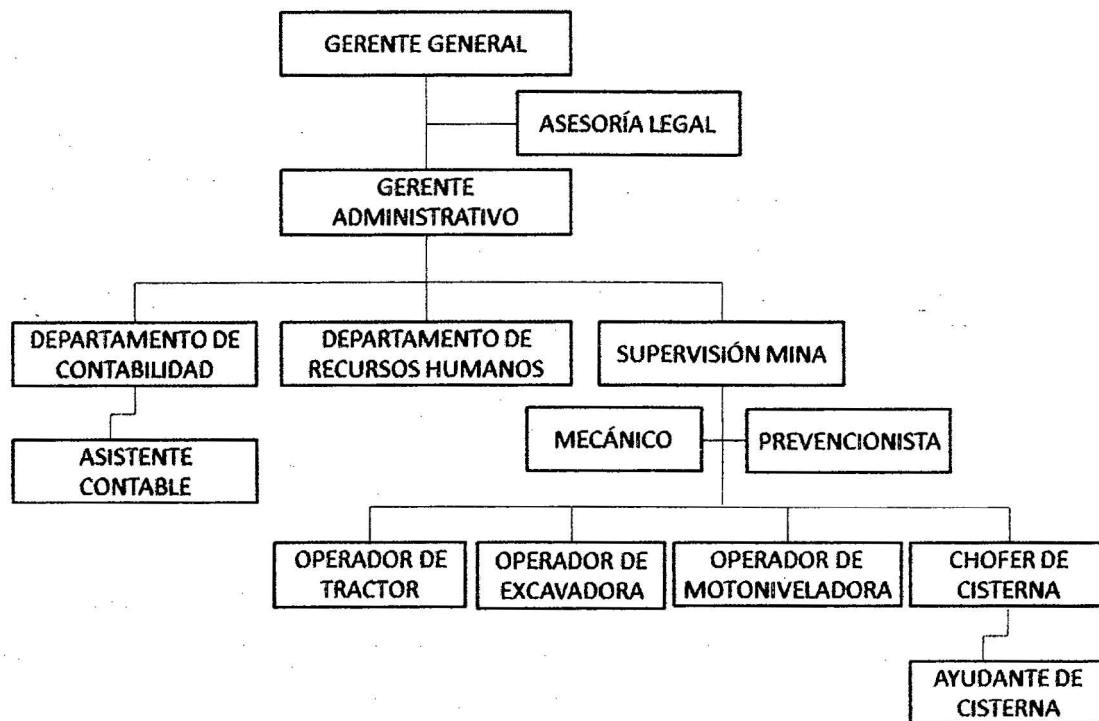 GERENTE GENERAL
ASESORÍA LEGAL
GERENTE
ADMINISTRATIVO
DEPARTAMENTO DE
CONTABILIDAD
DEPARTAMENTO DE
RECURSOS HUMANOS
SUPERVISIÓN MINA
MECÁNICO
PREVENCIONISTA
ASISTENTE
CONTABLE
OPERADOR DE
TRACTOR
OPERADOR DE
EXCAVADORA
OPERADOR DE
MOTONIVELADORA
CHOFER DE
CISTERNA
AYUDANTE DE
CISTERNA